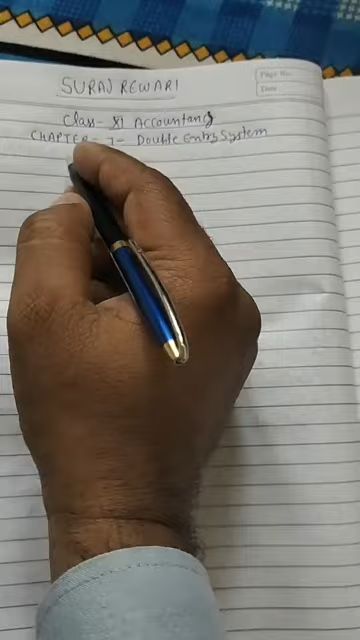 SURAJ REWARI
Page No.
Date
Class - XI Accountancy
CHAPTER - 7 - Double Entry System